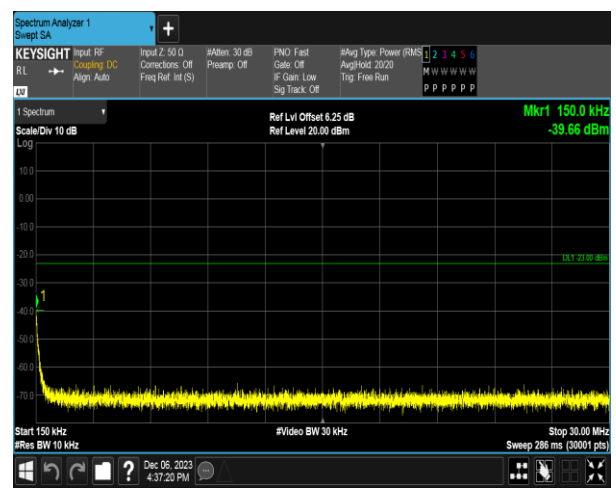 Spectrum Analyzer 1
Swept SA
KEYSIGHT Input: RF Input Z: 50 Ω #Atten: 30 dB PNO: Fast #Avg Type: Power (RMS 1 2 3 4 5 6
RL Coupling: DC Corrections: Off Preamp: Off Gate: Off Avg|Hold: 20/20 M W W W W W
Align: Auto Freq Ref: Int (S) IF Gain: Low Trig: Free Run
Sig Track: Off P P P P P P
LXI
1 Spectrum Ref Lvl Offset 6.25 dB Mkr1 150.0 kHz
Scale/Div 10 dB Ref Level 20.00 dBm -39.66 dBm
Log
10.0
0.00
-10.0
-20.0
DL1 -23.00 dBm
-30.0
1
-40.0
-50.0
-60.0
-70.0
Start 150 kHz #Video BW 30 kHz Stop 30.00 MHz
#Res BW 10 kHz Sweep 286 ms (30001 pts)
? Dec 06, 2023
4:37:20 PM